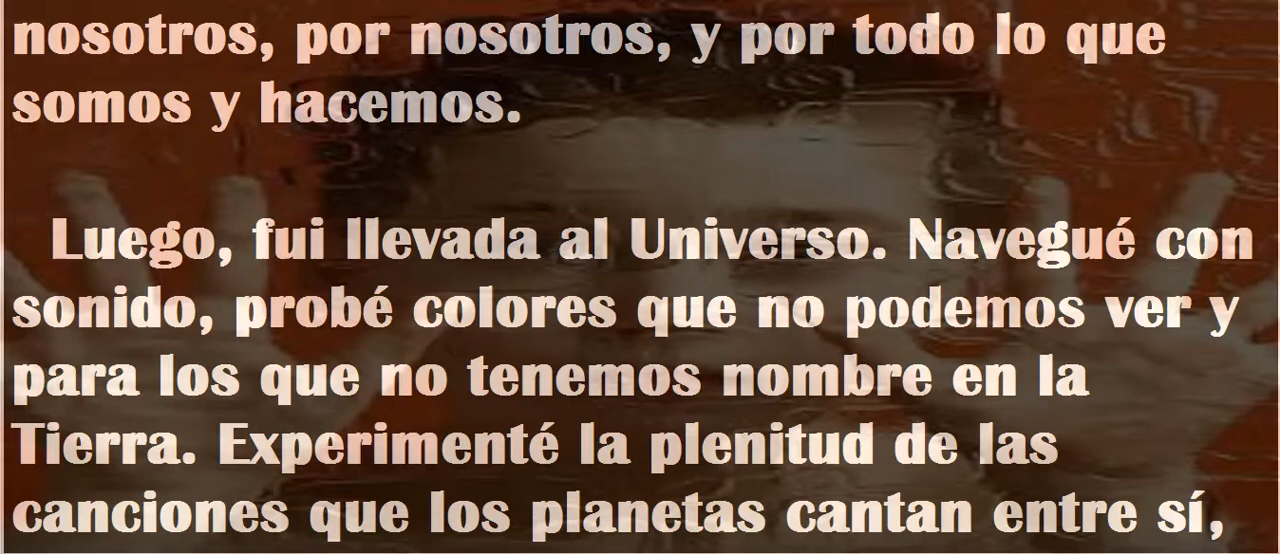 nosotros, por nosotros, y por todo lo que
somos y hacemos.
Luego, fui llevada al Universo. Navegué con
sonido, probé colores que no podemos ver y
para los que no tenemos nombre en la
Tierra. Experimenté la plenitud de las
canciones que los planetas cantan entre sí,